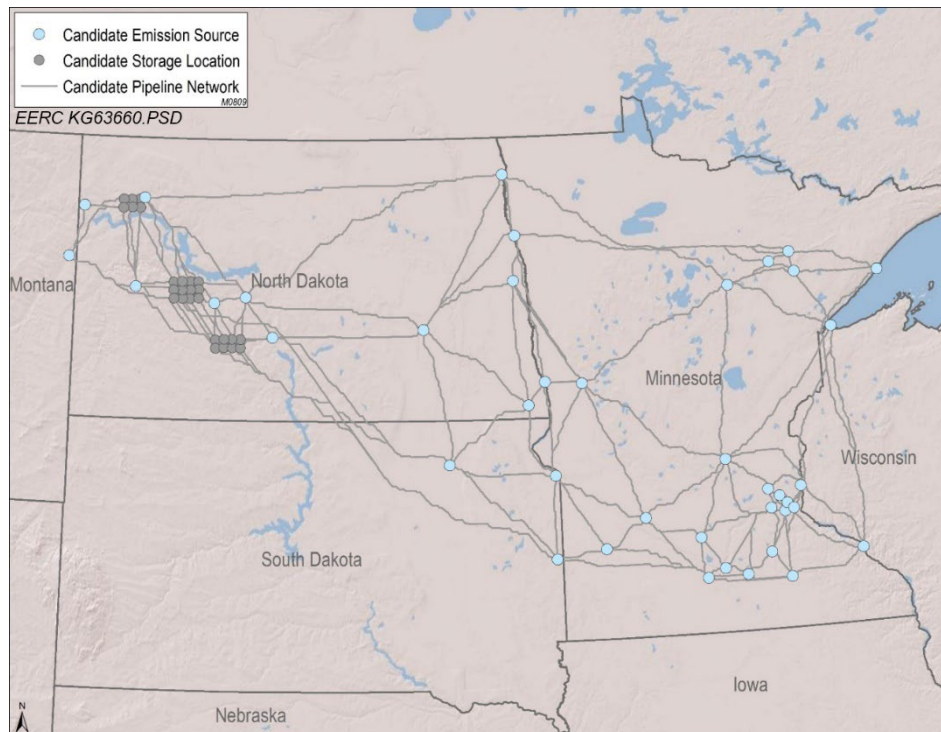 Candidate Emission Source
Candidate Storage Location
Candidate Pipeline Network
M0809
EERC KG63660.PSD
Montana
North Dakota
Minnesota
Wisconsin
South Dakota
Iowa
Nebraska
N